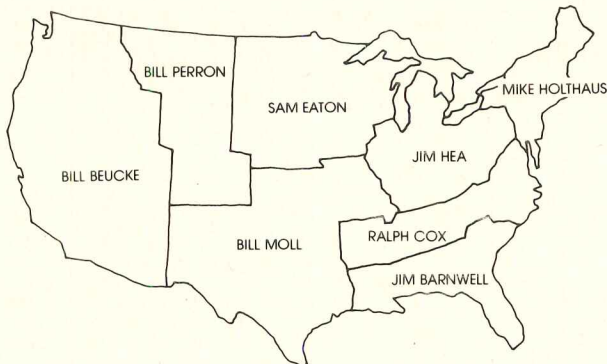 BILL PERRON
MIKE HOLTHAUS
SAM EATON
JIM HEA
BILL BEUCKE
RALPH COX
BILL MOLL
JIM BARNWELL